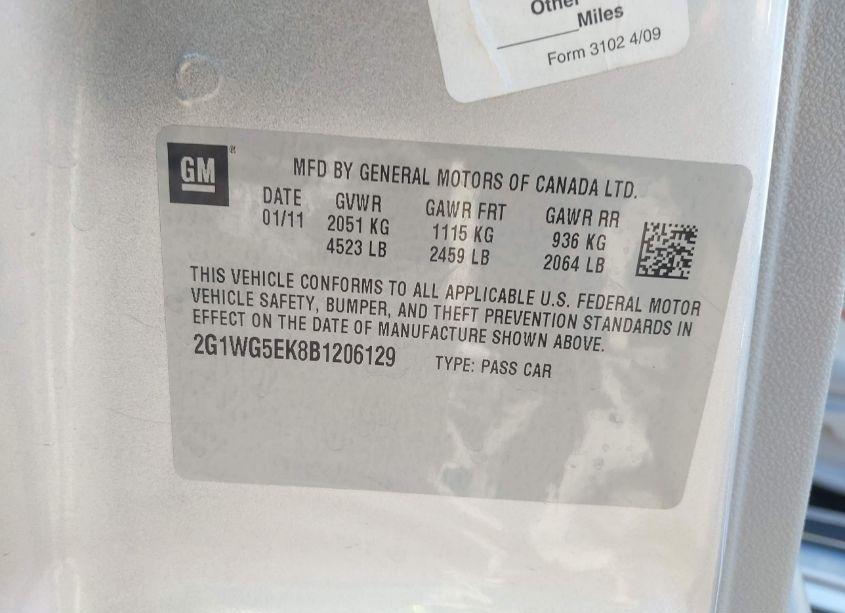 Other
Miles
Form 3102 4/09
GM
MFD BY GENERAL MOTORS OF CANADA LTD.
DATE GVWR GAWR FRT GAWR RR
01/11 2051 KG 1115 KG 936 KG
4523 LB 2459 LB 2064 LB
THIS VEHICLE CONFORMS TO ALL APPLICABLE U.S. FEDERAL MOTOR
VEHICLE SAFETY, BUMPER, AND THEFT PREVENTION STANDARDS IN
EFFECT ON THE DATE OF MANUFACTURE SHOWN ABOVE.
2G1WG5EK8B1206129 TYPE: PASS CAR